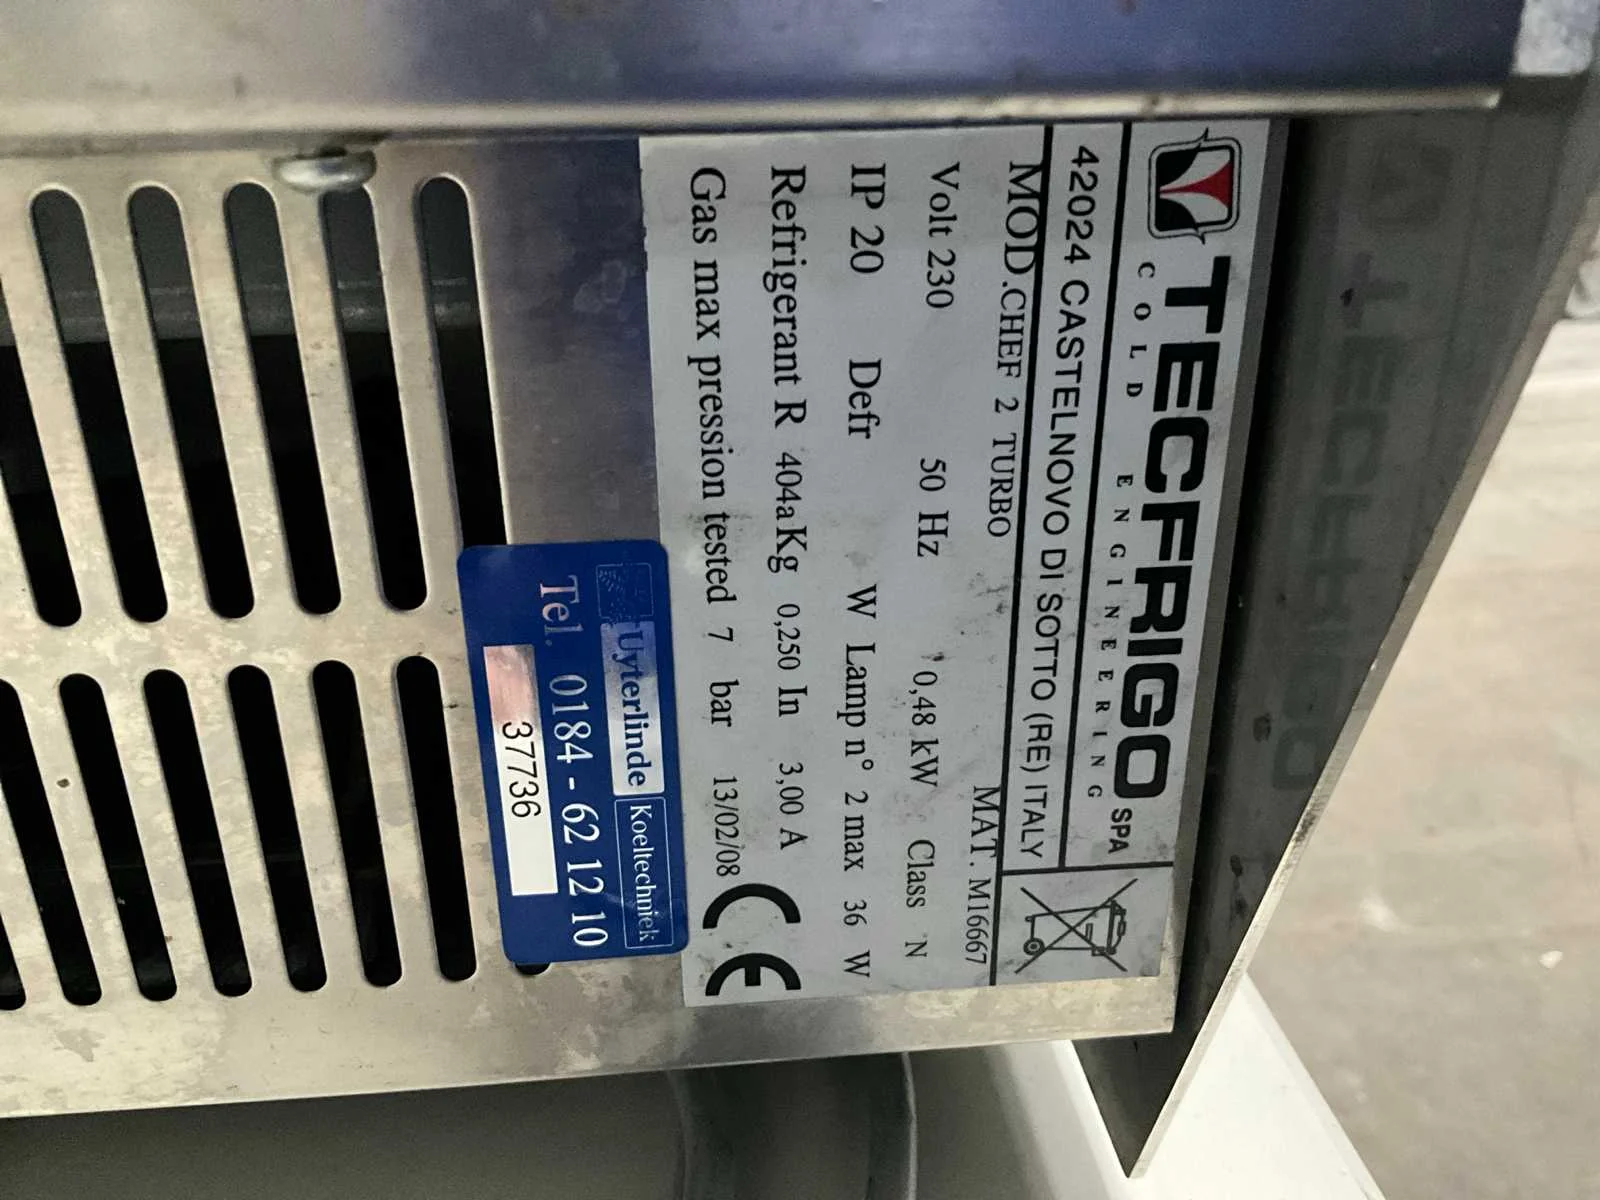 TECFRIGO SPA
COLD ENGINEERING
42024 CASTELNOVO DI SOTTO (RE) ITALY
MOD.CHEF 2 TURBO MAT. M16667
Volt 230 50 Hz 0,48 kW Class N
IP 20 Defr W Lamp n° 2 max 36 W
Refrigerant R 404a Kg 0,250 In 3,00 A
Gas max pression tested 7 bar 13/02/08 CE
Uyterlinde Koeltechniek
Tel. 0184 - 62 12 10
37736